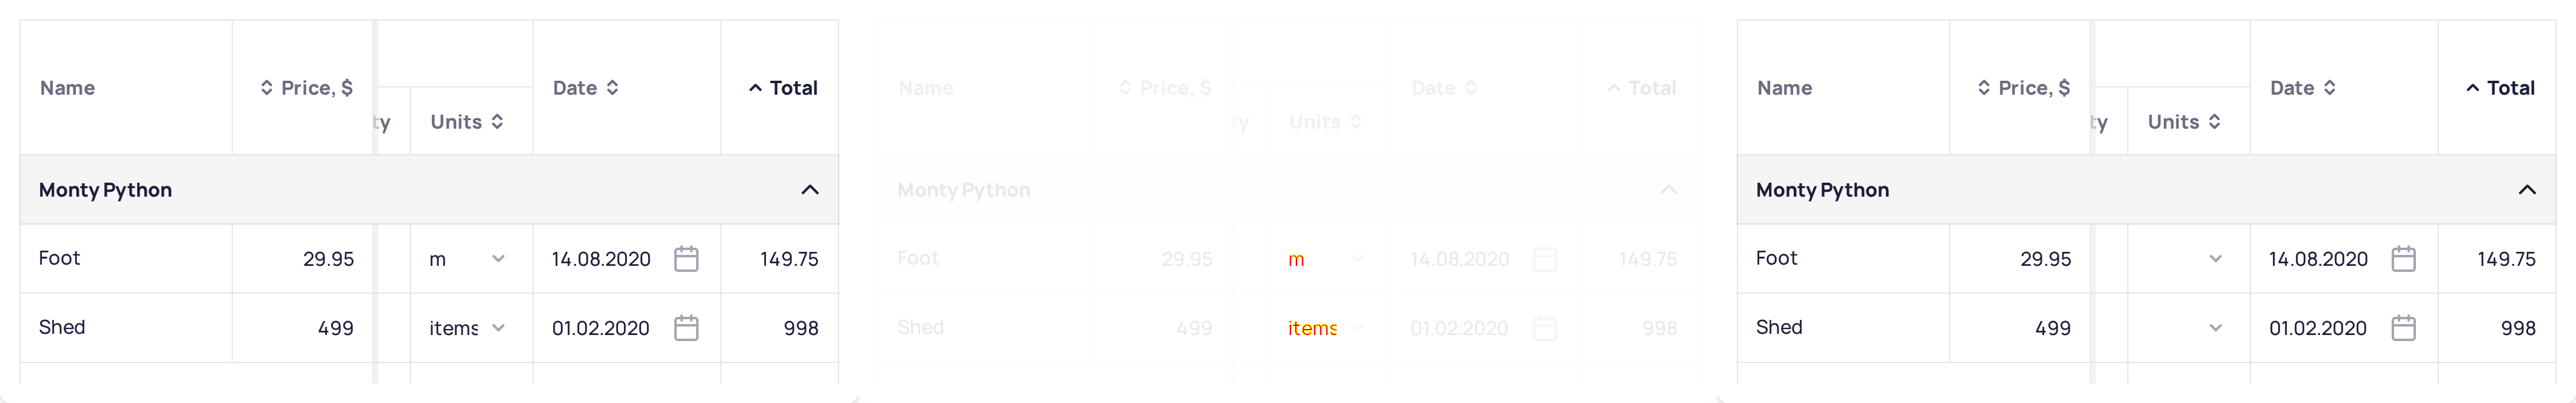 Name Price, $ Date Total
ty Units
Monty Python
Foot 29.95 m 14.08.2020 149.75
Shed 499 items 01.02.2020 998
Name Price, $ Date Total
y Units
Monty Python
Foot 29.95 m 14.08.2020 149.75
Shed 499 items 01.02.2020 998
Name Price, $ Date Total
ty Units
Monty Python
Foot 29.95 14.08.2020 149.75
Shed 499 01.02.2020 998